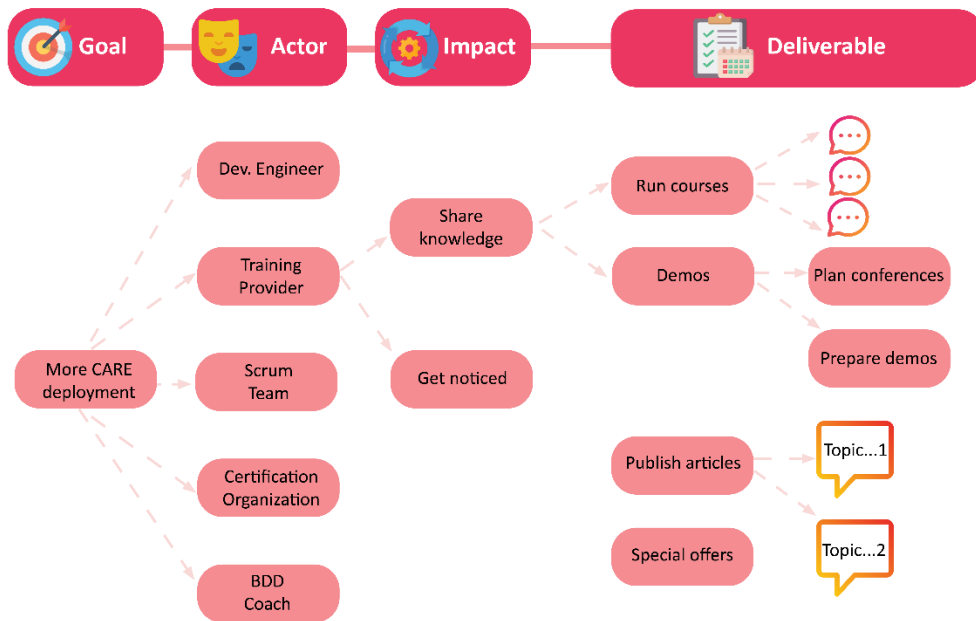 Goal
Actor
Impact
Deliverable
Dev. Engineer
Run courses
Share
knowledge
Training
Provider
Demos
Plan conferences
More CARE
deployment
Scrum
Team
Get noticed
Prepare demos
Certification
Organization
Publish articles
Topic...1
Special offers
Topic...2
BDD
Coach